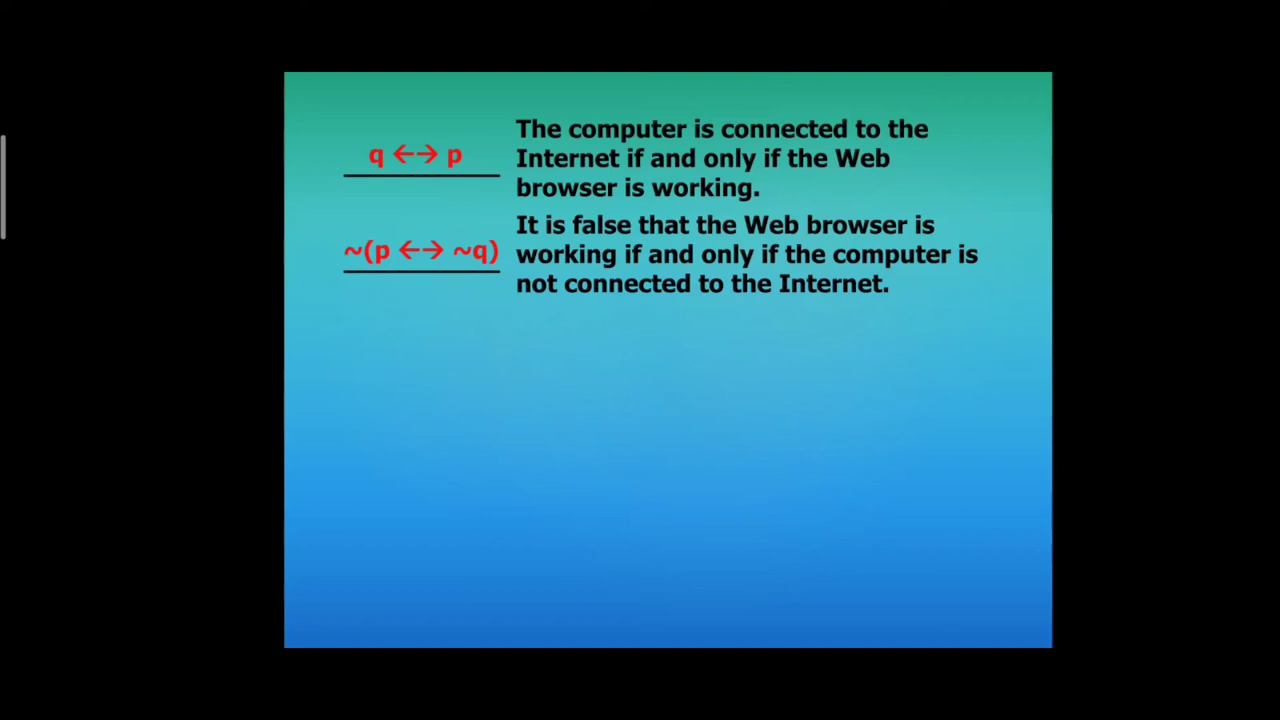 q ←→ p
The computer is connected to the
Internet if and only if the Web
browser is working.
~(p ←→ ~q)
It is false that the Web browser is
working if and only if the computer is
not connected to the Internet.